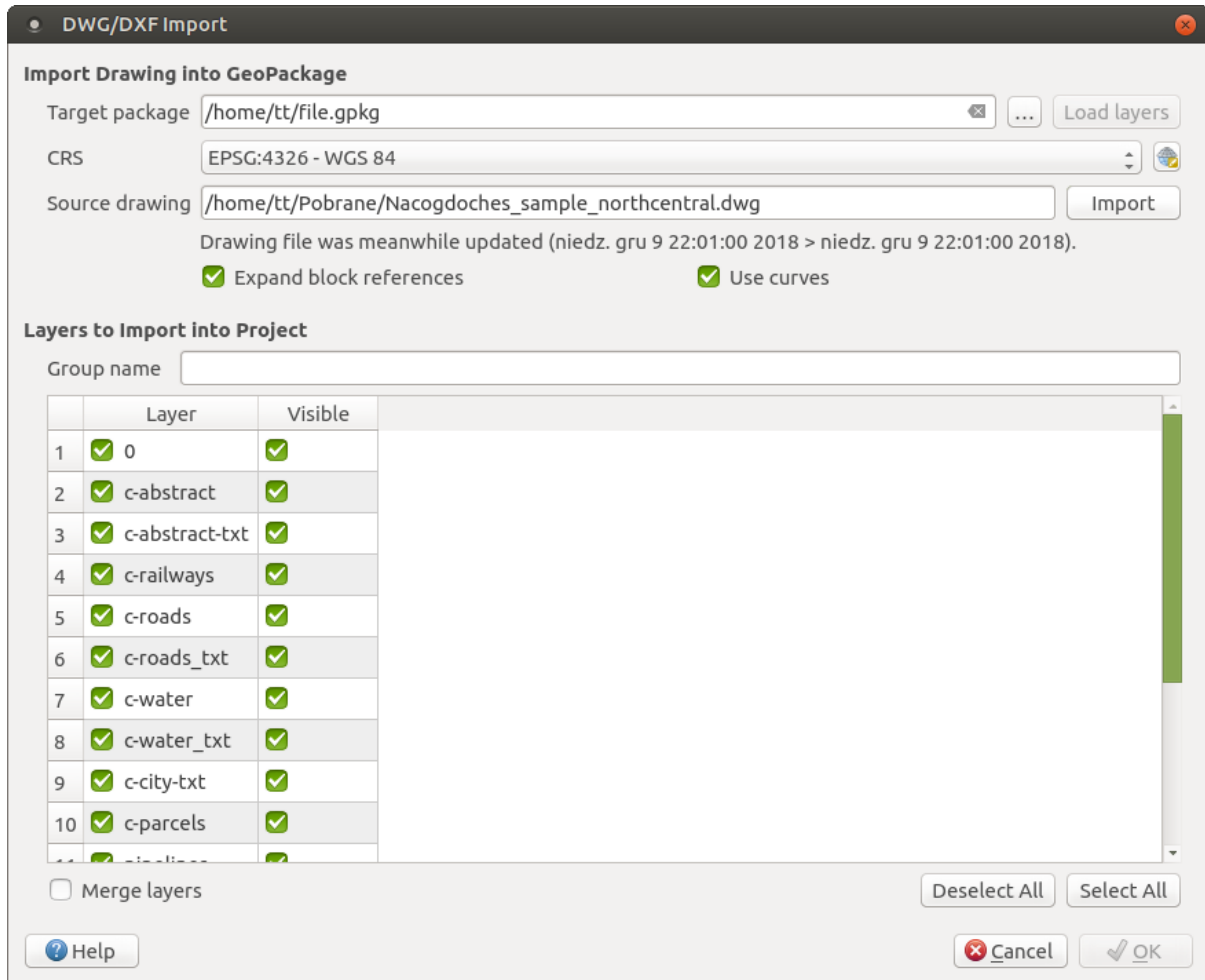 DWG/DXF Import
Import Drawing into GeoPackage
Target package /home/tt/file.gpkg ... Load layers
CRS EPSG:4326 - WGS 84
Source drawing /home/tt/Pobrane/Nacogdoches_sample_northcentral.dwg Import
Drawing file was meanwhile updated (niedz. gru 9 22:01:00 2018 > niedz. gru 9 22:01:00 2018).
Expand block references Use curves
Layers to Import into Project
Group name
Layer Visible
1 0
2 c-abstract
3 c-abstract-txt
4 c-railways
5 c-roads
6 c-roads_txt
7 c-water
8 c-water_txt
9 c-city-txt
10 c-parcels
Merge layers Deselect All Select All
Help Cancel OK